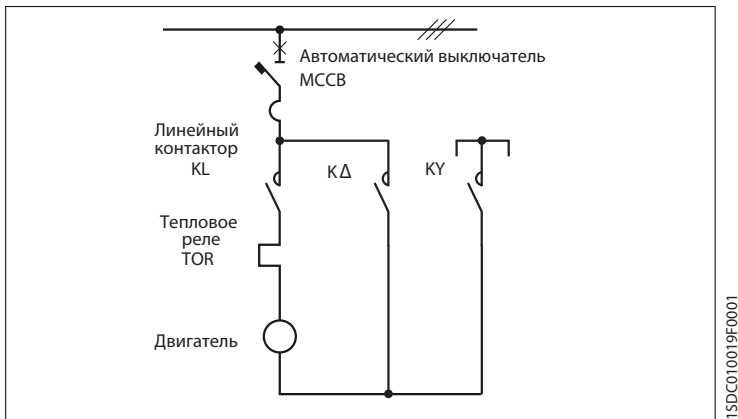 Автоматический выключатель
MCCB
Линейный
контактор
KL
KΔ
KY
Тепловое
реле
TOR
Двигатель
1SDC010019F0001